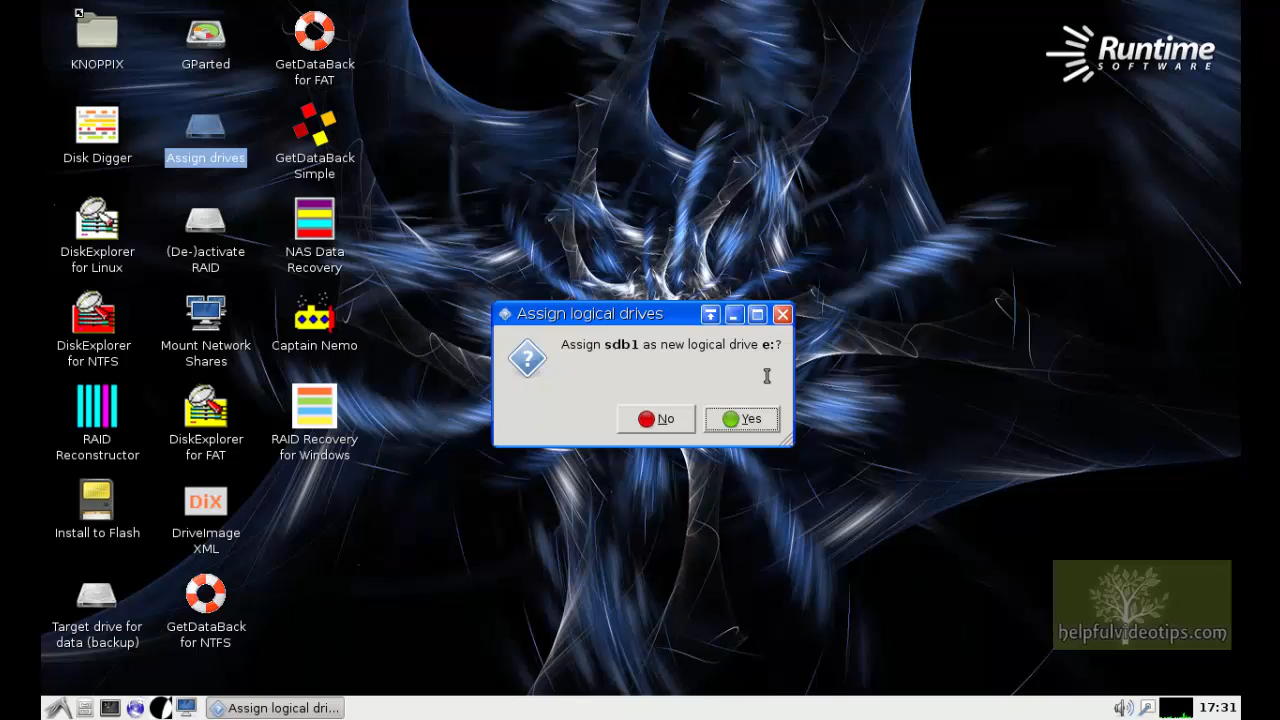 KNOPPIX
GParted
GetDataBack
for FAT
Disk Digger
Assign drives
GetDataBack
Simple
DiskExplorer
for Linux
(De-)activate
RAID
NAS Data
Recovery
DiskExplorer
for NTFS
Mount Network
Shares
Captain Nemo
RAID
Reconstructor
DiskExplorer
for FAT
RAID Recovery
for Windows
Install to Flash
DiX
DriveImage
XML
Target drive for
data (backup)
GetDataBack
for NTFS
Runtime
SOFTWARE
Assign logical drives
Assign sdb1 as new logical drive e:?
No
Yes
helpfulvideotips.com
Assign logical dri...
17:31